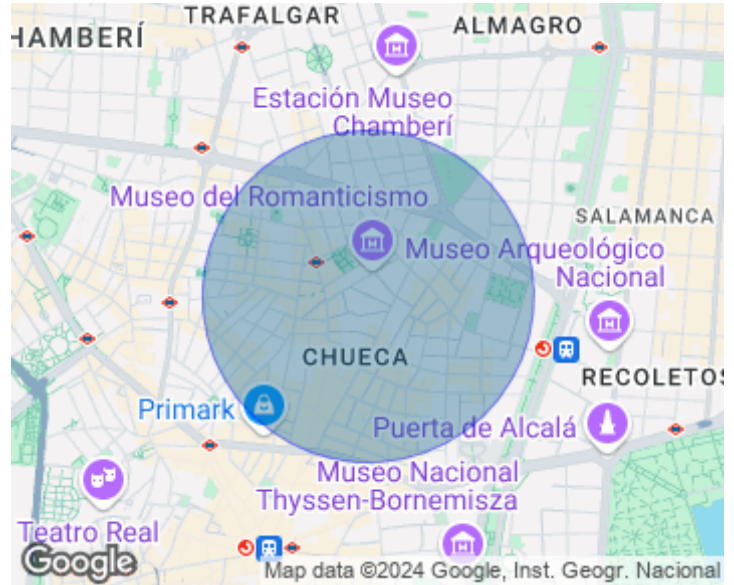 TRAFALGAR
ALMAGRO
HAMBERÍ
Estación Museo
Chamberí
Museo del Romanticismo
SALAMANCA
Museo Arqueológico
Nacional
CHUECA
RECOLETOS
Primark
Puerta de Alcalá
Museo Nacional
Thyssen-Bornemisza
Teatro Real
Google
Map data ©2024 Google, Inst. Geogr. Nacional